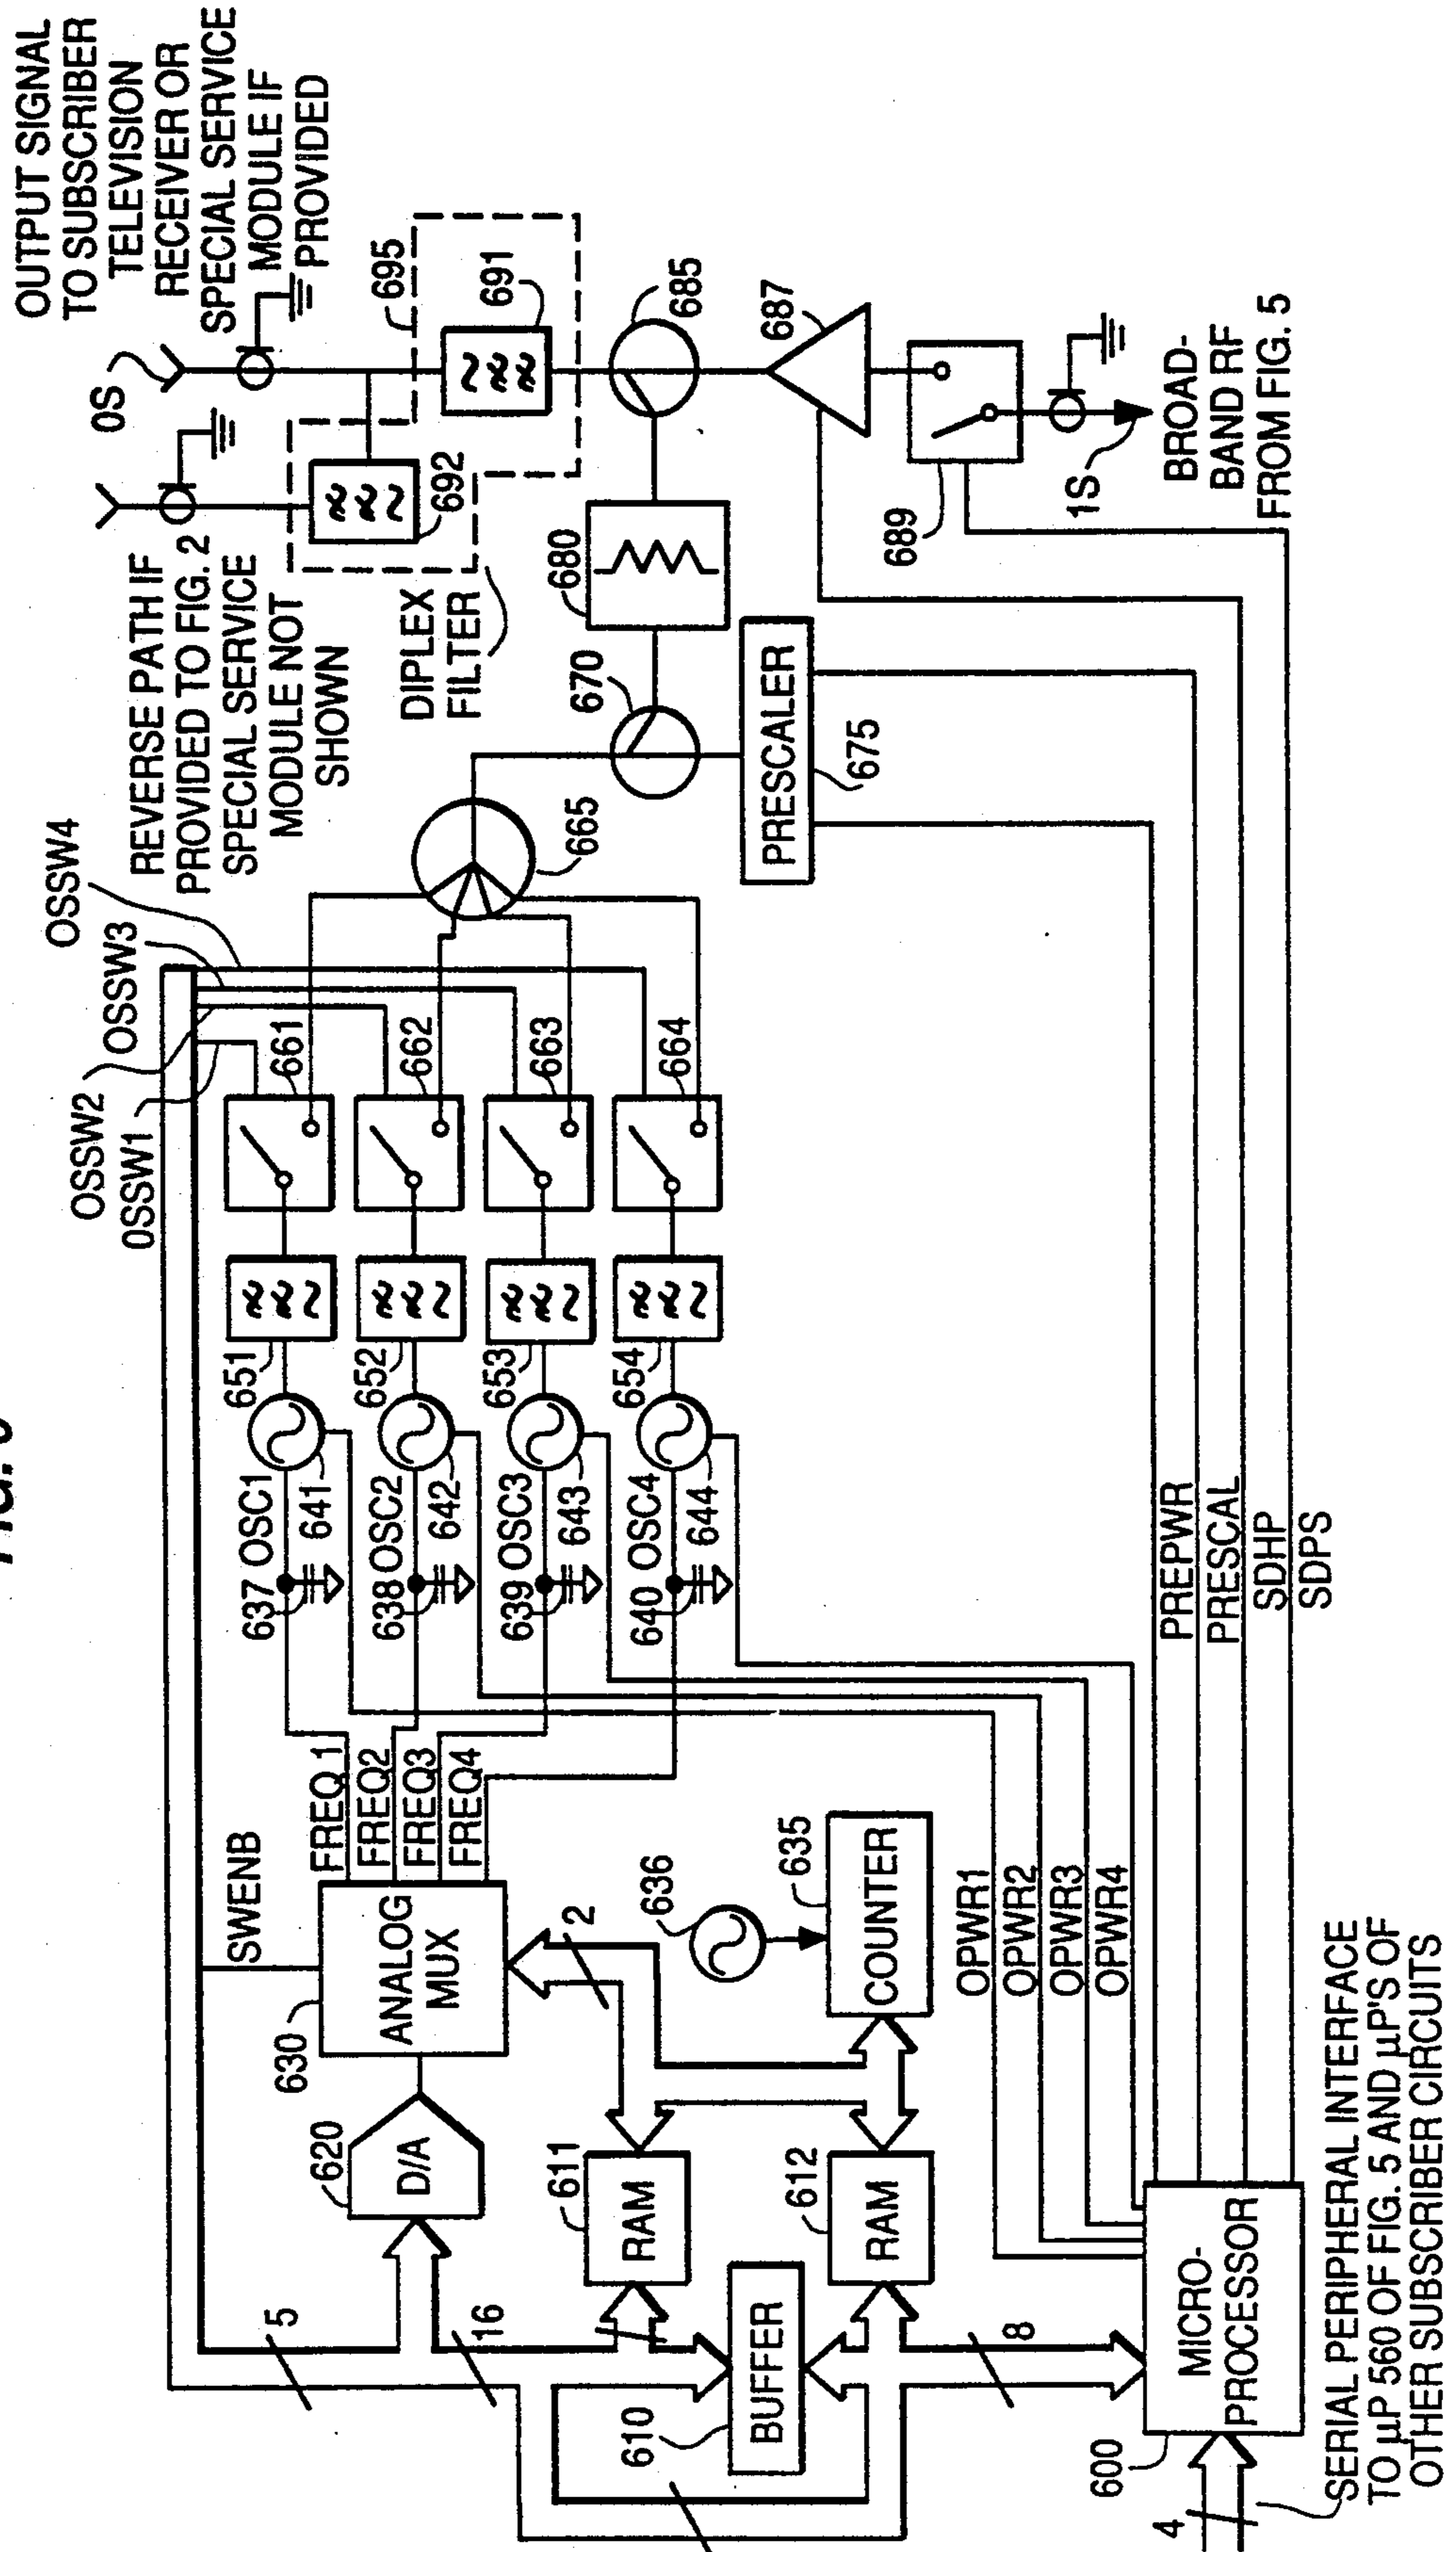 OUTPUT SIGNAL
TO SUBSCRIBER
TELEVISION
RECEIVER OR
SPECIAL SERVICE
MODULE IF
PROVIDED
0S
695
691
692
REVERSE PATH IF
PROVIDED TO FIG. 2
SPECIAL SERVICE
MODULE NOT
SHOWN
DIPLEX
FILTER
685
687
689
1S
BROAD-
BAND RF
FROM FIG. 5
680
670
PRESCALER
675
665
OSSW4
OSSW3
OSSW2
0SSW1
661
662
663
664
651
652
653
654
OSC1
641
637
OSC2
642
638
OSC3
643
639
OSC4
644
640
FREQ 1
FREQ2
FREQ3
FREQ4
SWENB
ANALOG
MUX
630
D/A
620
5
16
2
636
635
COUNTER
611
RAM
612
RAM
BUFFER
610
8
OPWR1
OPWR2
OPWR3
OPWR4
PREPWR
PRESCAL
SDHP
SDPS
MICRO-
PROCESSOR
600
4
SERIAL PERIPHERAL INTERFACE
TO µP 560 OF FIG. 5 AND µP'S OF
OTHER SUBSCRIBER CIRCUITS